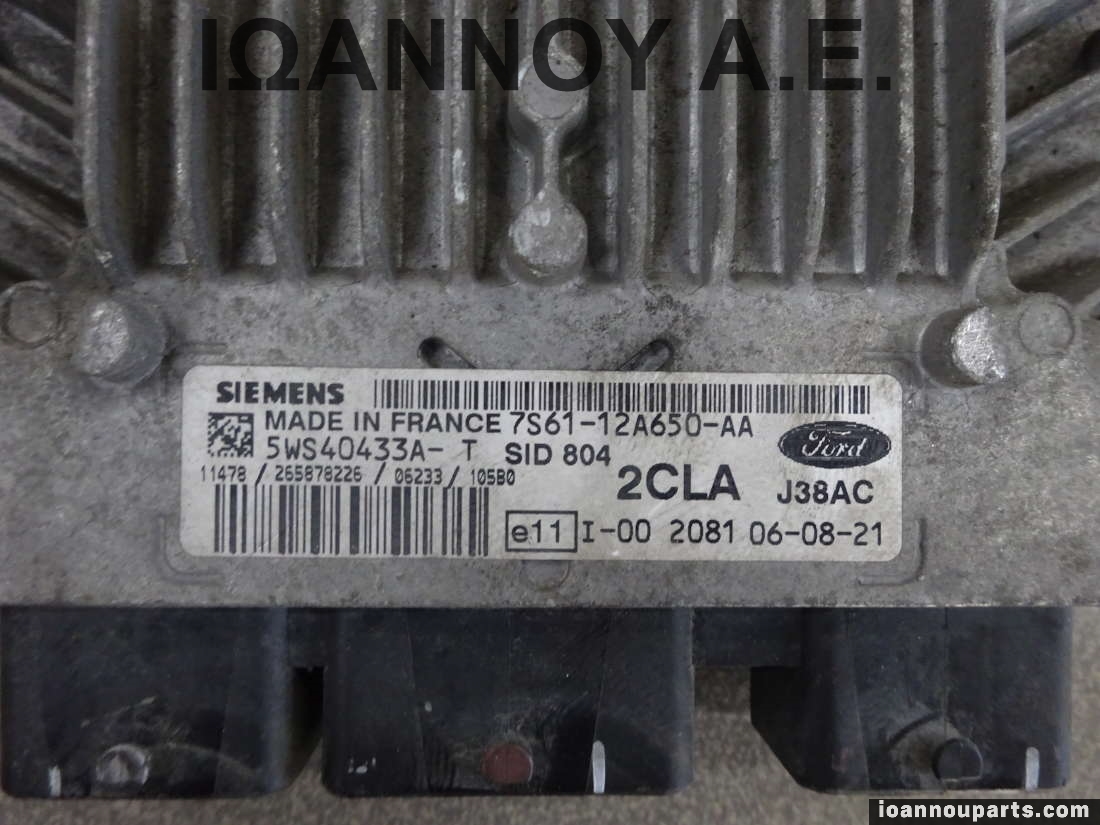 ΙΩΑΝΝΟΥ Α.Ε.
SIEMENS
MADE IN FRANCE 7S61-12A650-AA
5WS40433A- T SID 804 Ford
11478 / 265878226 / 06233 / 105B0
2CLA J38AC
e11 I-00 2081 06-08-21
ioannouparts.com